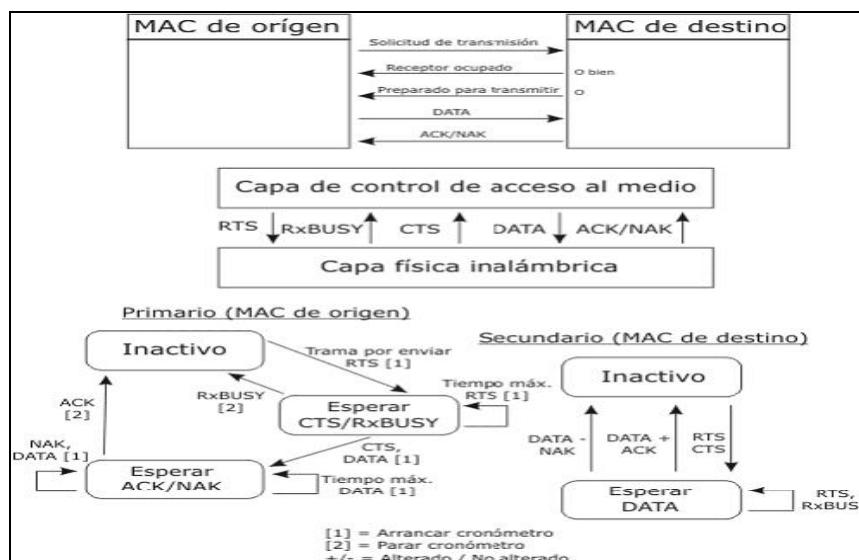 MAC de orígen
MAC de destino
Solicitud de transmisión
Receptor ocupado
O bien
Preparado para transmitir
O
DATA
ACK/NAK
Capa de control de acceso al medio
RTS
RxBUSY
CTS
DATA
ACK/NAK
Capa física inalámbrica
Primario (MAC de origen)
Inactivo
Trama por enviar
RTS [1]
RxBUSY
[2]
Tiempo máx.
RTS [1]
Esperar
CTS/RxBUSY
ACK
[2]
NAK,
DATA [1]
CTS,
DATA [1]
Esperar
ACK/NAK
Tiempo máx.
DATA [1]
Secundario (MAC de destino)
Inactivo
DATA -
NAK
DATA +
ACK
RTS
CTS
Esperar
DATA
RTS,
RxBUS
[1] = Arrancar cronómetro
[2] = Parar cronómetro
+/- = Alterado / No alterado